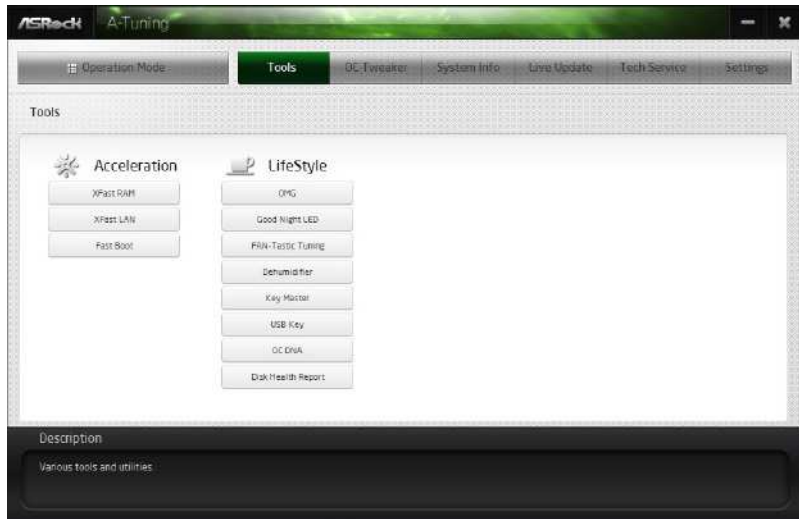 ASRock A-Tuning
Operation Mode Tools OC Tweaker System Info Live Update Tech Service Settings
Tools
Acceleration
XFast RAM
XFast LAN
Fast Boot
LifeStyle
OMG
Good Night LED
FAN-Tastic Tuning
Dehumidifier
Key Master
USB Key
OC DNA
Disk Health Report
Description
Various tools and utilities